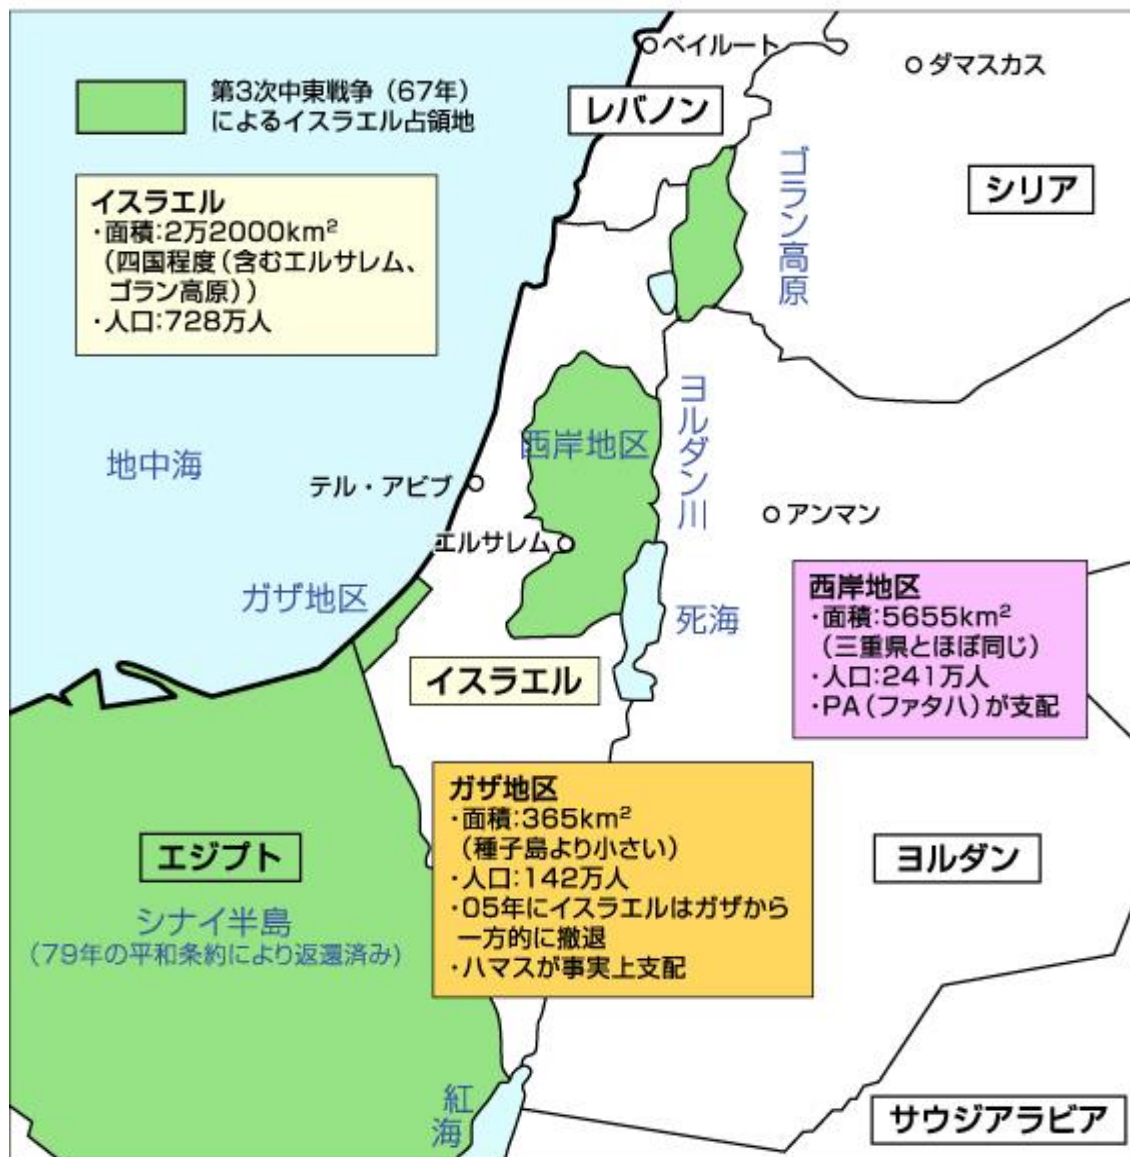 ベイルート
ダマスカス
第3次中東戦争（67年）
によるイスラエル占領地
レバノン
ゴラン高原
シリア
イスラエル
・面積：2万2000km²
（四国程度（含むエルサレム、
ゴラン高原））
・人口：728万人
ヨルダン川
西岸地区
地中海
テル・アビブ
アンマン
エルサレム
ガザ地区
死海
西岸地区
・面積：5655km²
（三重県とほぼ同じ）
・人口：241万人
・PA（ファタハ）が支配
イスラエル
ガザ地区
・面積：365km²
（種子島より小さい）
・人口：142万人
・05年にイスラエルはガザから
一方的に撤退
・ハマスが事実上支配
エジプト
ヨルダン
シナイ半島
（79年の平和条約により返還済み）
紅海
サウジアラビア